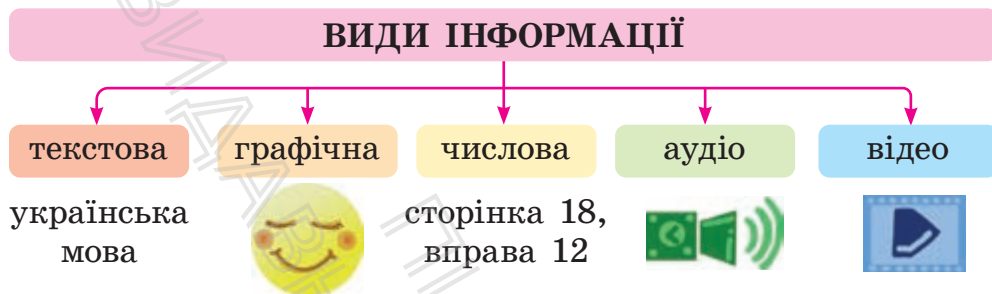 ВИДИ ІНФОРМАЦІЇ
текстова
графічна
числова
аудіо
відео
українська
мова
сторінка 18,
вправа 12